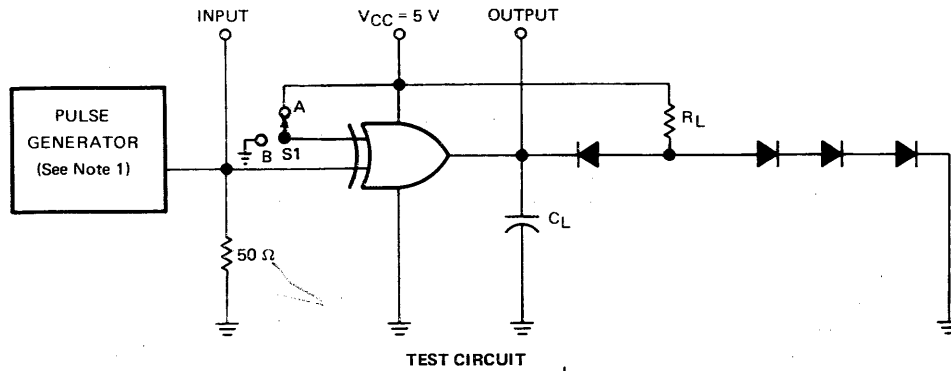 INPUT
VCC = 5 V
OUTPUT
PULSE
GENERATOR
(See Note 1)
A
B
S1
RL
CL
50 Ω
TEST CIRCUIT